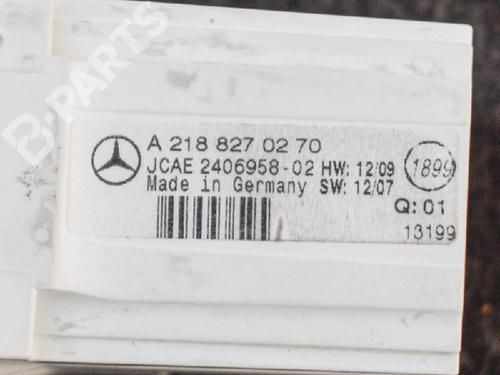 B-PARTS
A 218 827 02 70
JCAE 2406958-02 HW: 12/09
Made in Germany SW: 12/07
1899
Q: 01
13199